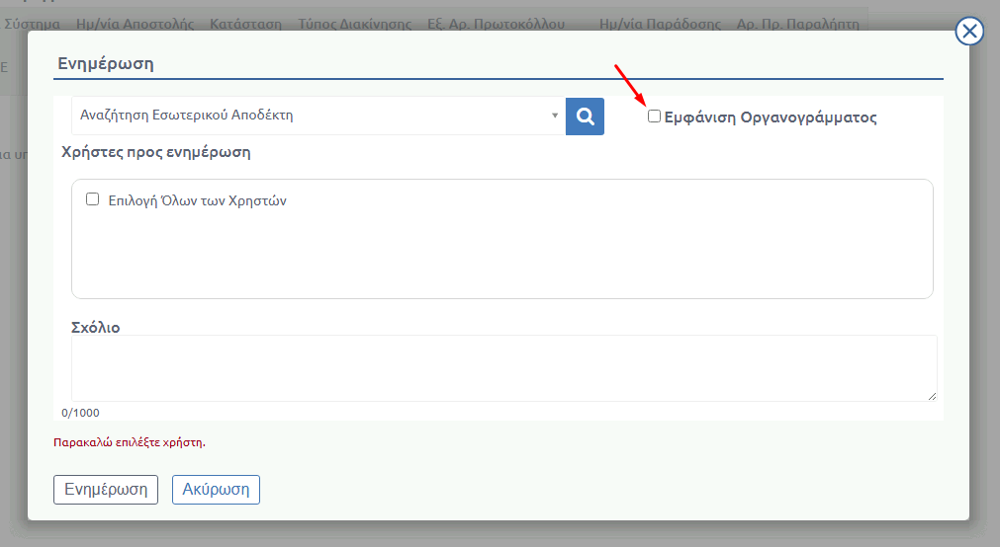 Σύστημα Ημ/νία Αποστολής Κατάσταση Τύπος Διακίνησης Εξ. Αρ. Πρωτοκόλλου Ημ/νία Παράδοσης Αρ. Πρ. Παραλήπτη
Ενημέρωση
Ε
Αναζήτηση Εσωτερικού Αποδέκτη
Εμφάνιση Οργανογράμματος
Χρήστες προς ενημέρωση
Επιλογή Όλων των Χρηστών
Σχόλιο
0/1000
Παρακαλώ επιλέξτε χρήστη.
Ενημέρωση Ακύρωση